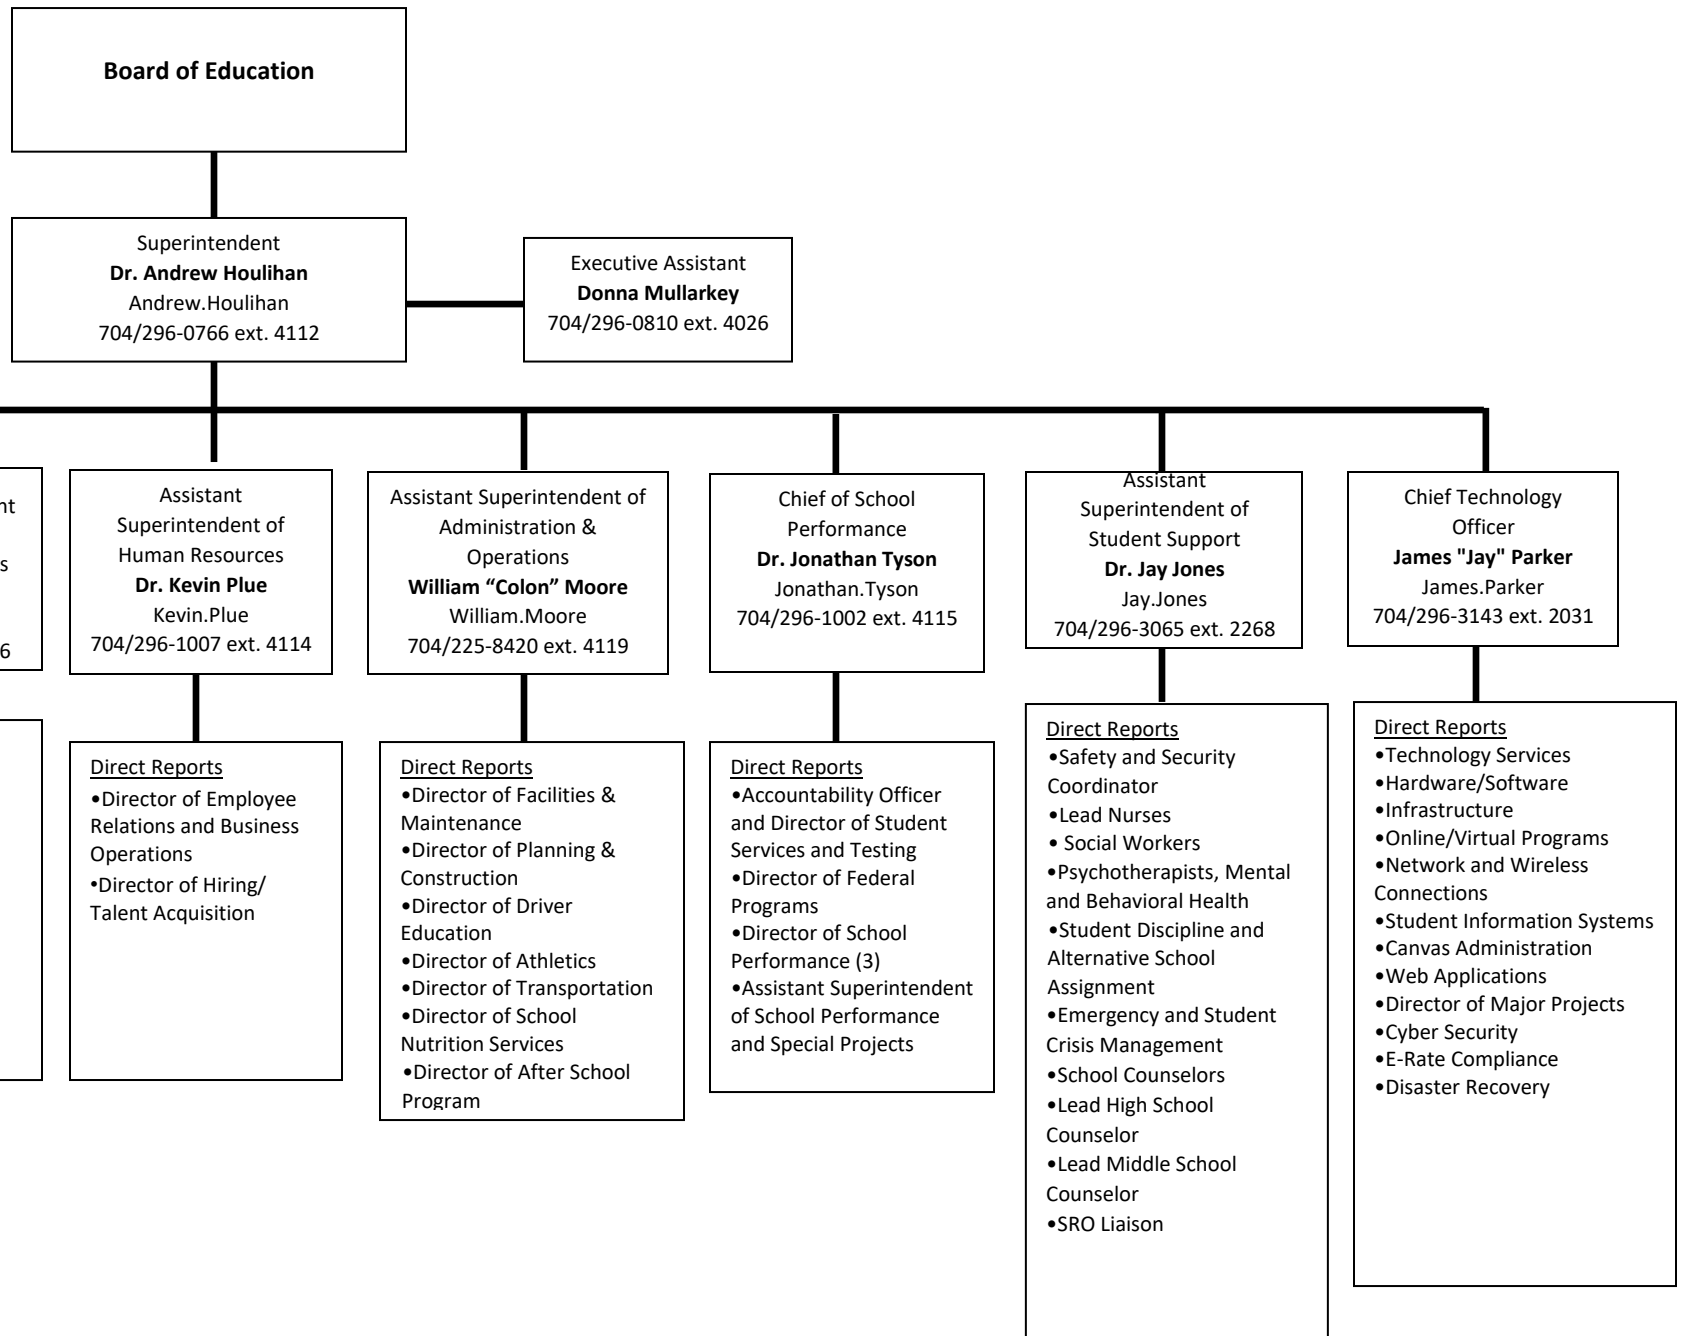 Board of Education
Superintendent
Dr. Andrew Houlihan
Andrew.Houlihan
704/296-0766 ext. 4112
Executive Assistant
Donna Mullarkey
704/296-0810 ext. 4026
nt
s
6
Assistant
Superintendent of
Human Resources
Dr. Kevin Plue
Kevin.Plue
704/296-1007 ext. 4114
Assistant Superintendent of
Administration &
Operations
William “Colon” Moore
William.Moore
704/225-8420 ext. 4119
Chief of School
Performance
Dr. Jonathan Tyson
Jonathan.Tyson
704/296-1002 ext. 4115
Assistant
Superintendent of
Student Support
Dr. Jay Jones
Jay.Jones
704/296-3065 ext. 2268
Chief Technology
Officer
James "Jay" Parker
James.Parker
704/296-3143 ext. 2031
Direct Reports
•Director of Employee
Relations and Business
Operations
•Director of Hiring/
Talent Acquisition
Direct Reports
•Director of Facilities &
Maintenance
•Director of Planning &
Construction
•Director of Driver
Education
•Director of Athletics
•Director of Transportation
•Director of School
Nutrition Services
•Director of After School
Program
Direct Reports
•Accountability Officer
and Director of Student
Services and Testing
•Director of Federal
Programs
•Director of School
Performance (3)
•Assistant Superintendent
of School Performance
and Special Projects
Direct Reports
•Safety and Security
Coordinator
•Lead Nurses
• Social Workers
•Psychotherapists, Mental
and Behavioral Health
•Student Discipline and
Alternative School
Assignment
•Emergency and Student
Crisis Management
•School Counselors
•Lead High School
Counselor
•Lead Middle School
Counselor
•SRO Liaison
Direct Reports
•Technology Services
•Hardware/Software
•Infrastructure
•Online/Virtual Programs
•Network and Wireless
Connections
•Student Information Systems
•Canvas Administration
•Web Applications
•Director of Major Projects
•Cyber Security
•E-Rate Compliance
•Disaster Recovery